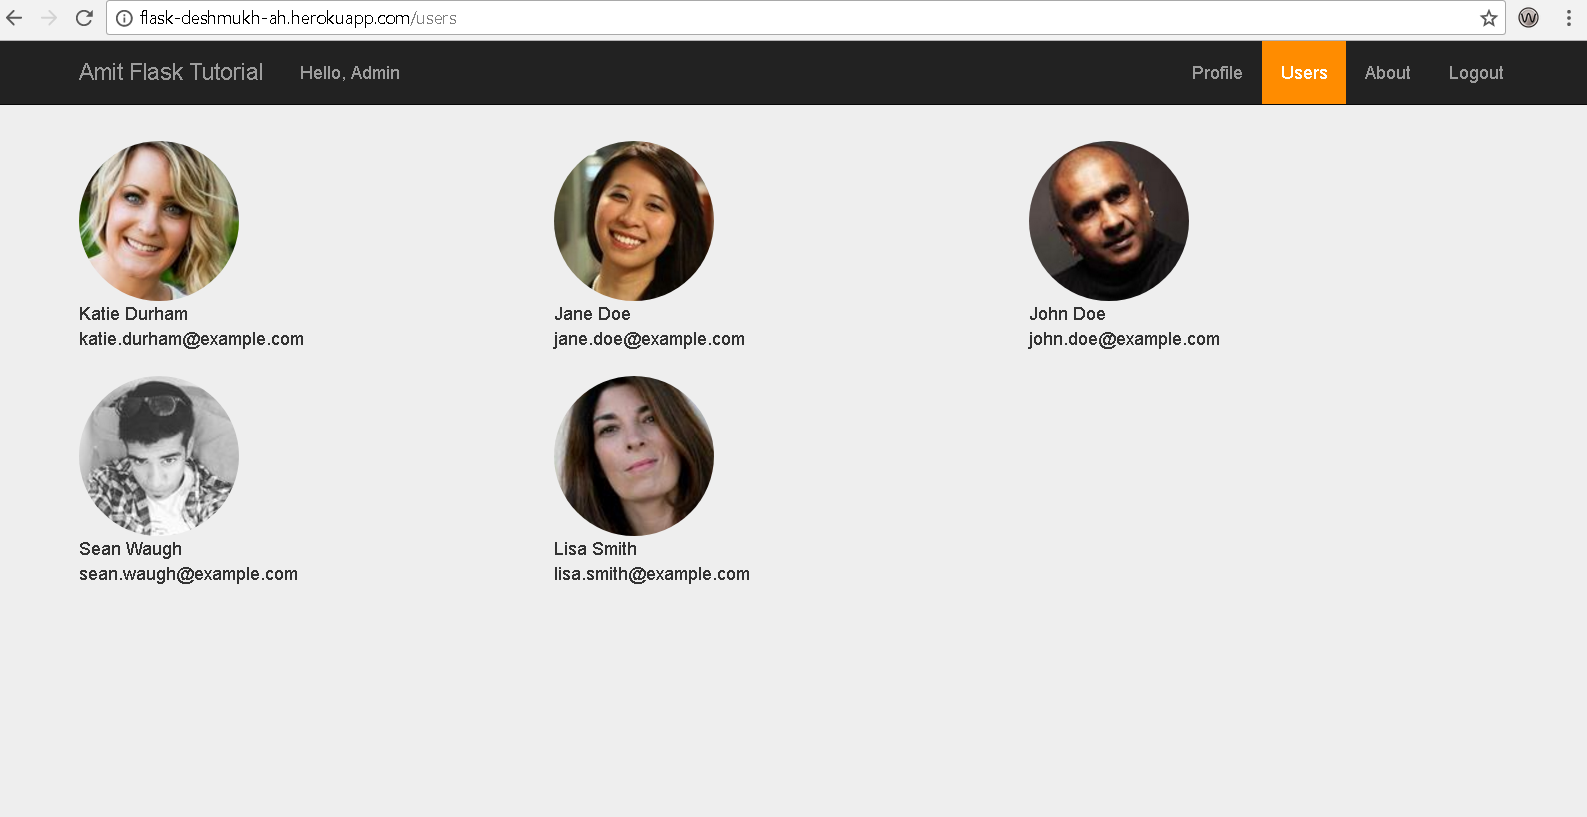 flask-deshmukh-ah.herokuapp.com/users
Amit Flask Tutorial Hello, Admin Profile Users About Logout
Katie Durham
katie.durham@example.com
Jane Doe
jane.doe@example.com
John Doe
john.doe@example.com
Sean Waugh
sean.waugh@example.com
Lisa Smith
lisa.smith@example.com